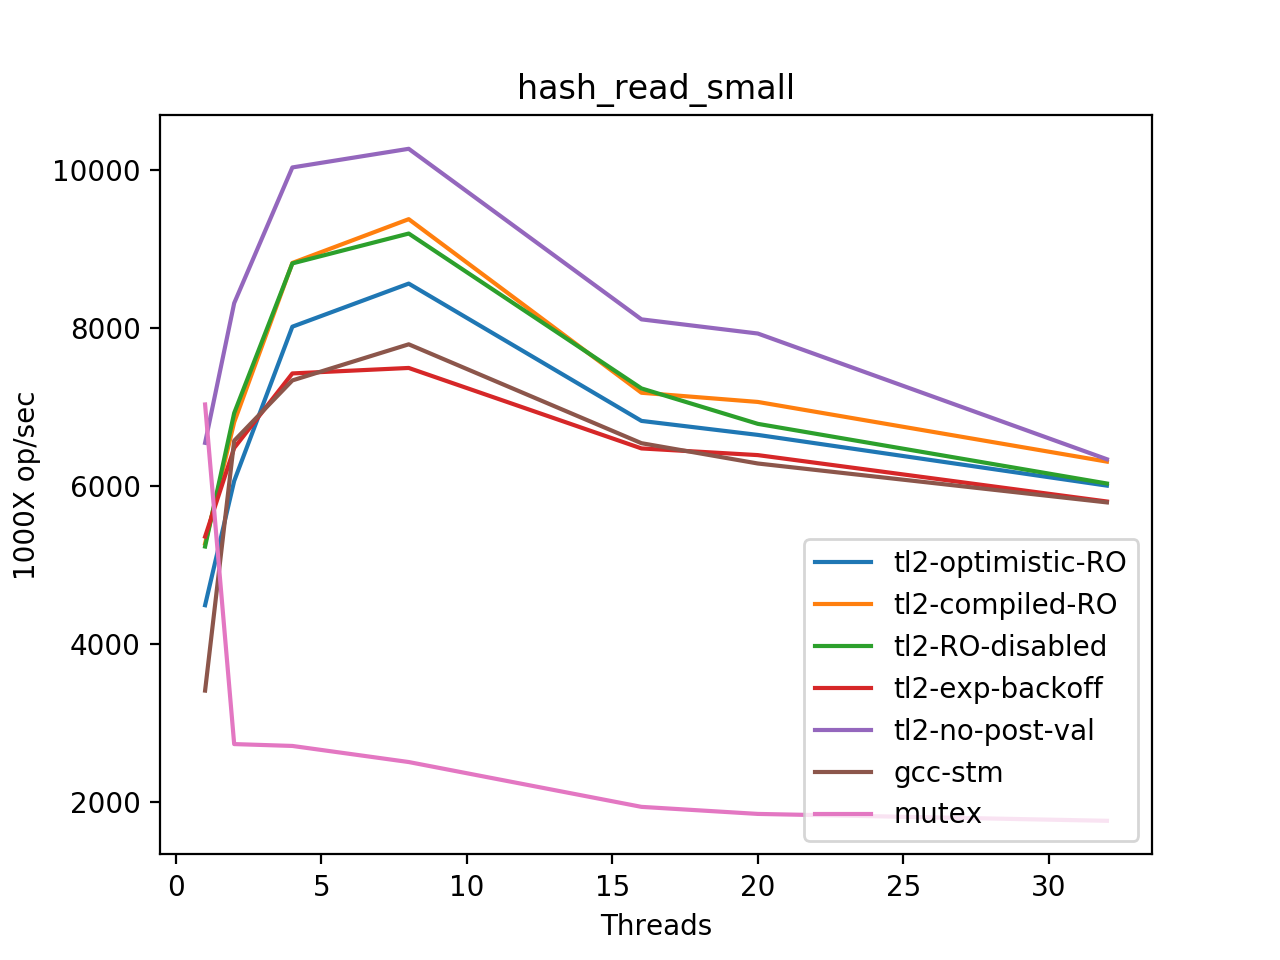 hash_read_small
1000X op/sec
10000
8000
6000
4000
2000
0 5 10 15 20 25 30
Threads
tl2-optimistic-RO
tl2-compiled-RO
tl2-RO-disabled
tl2-exp-backoff
tl2-no-post-val
gcc-stm
mutex